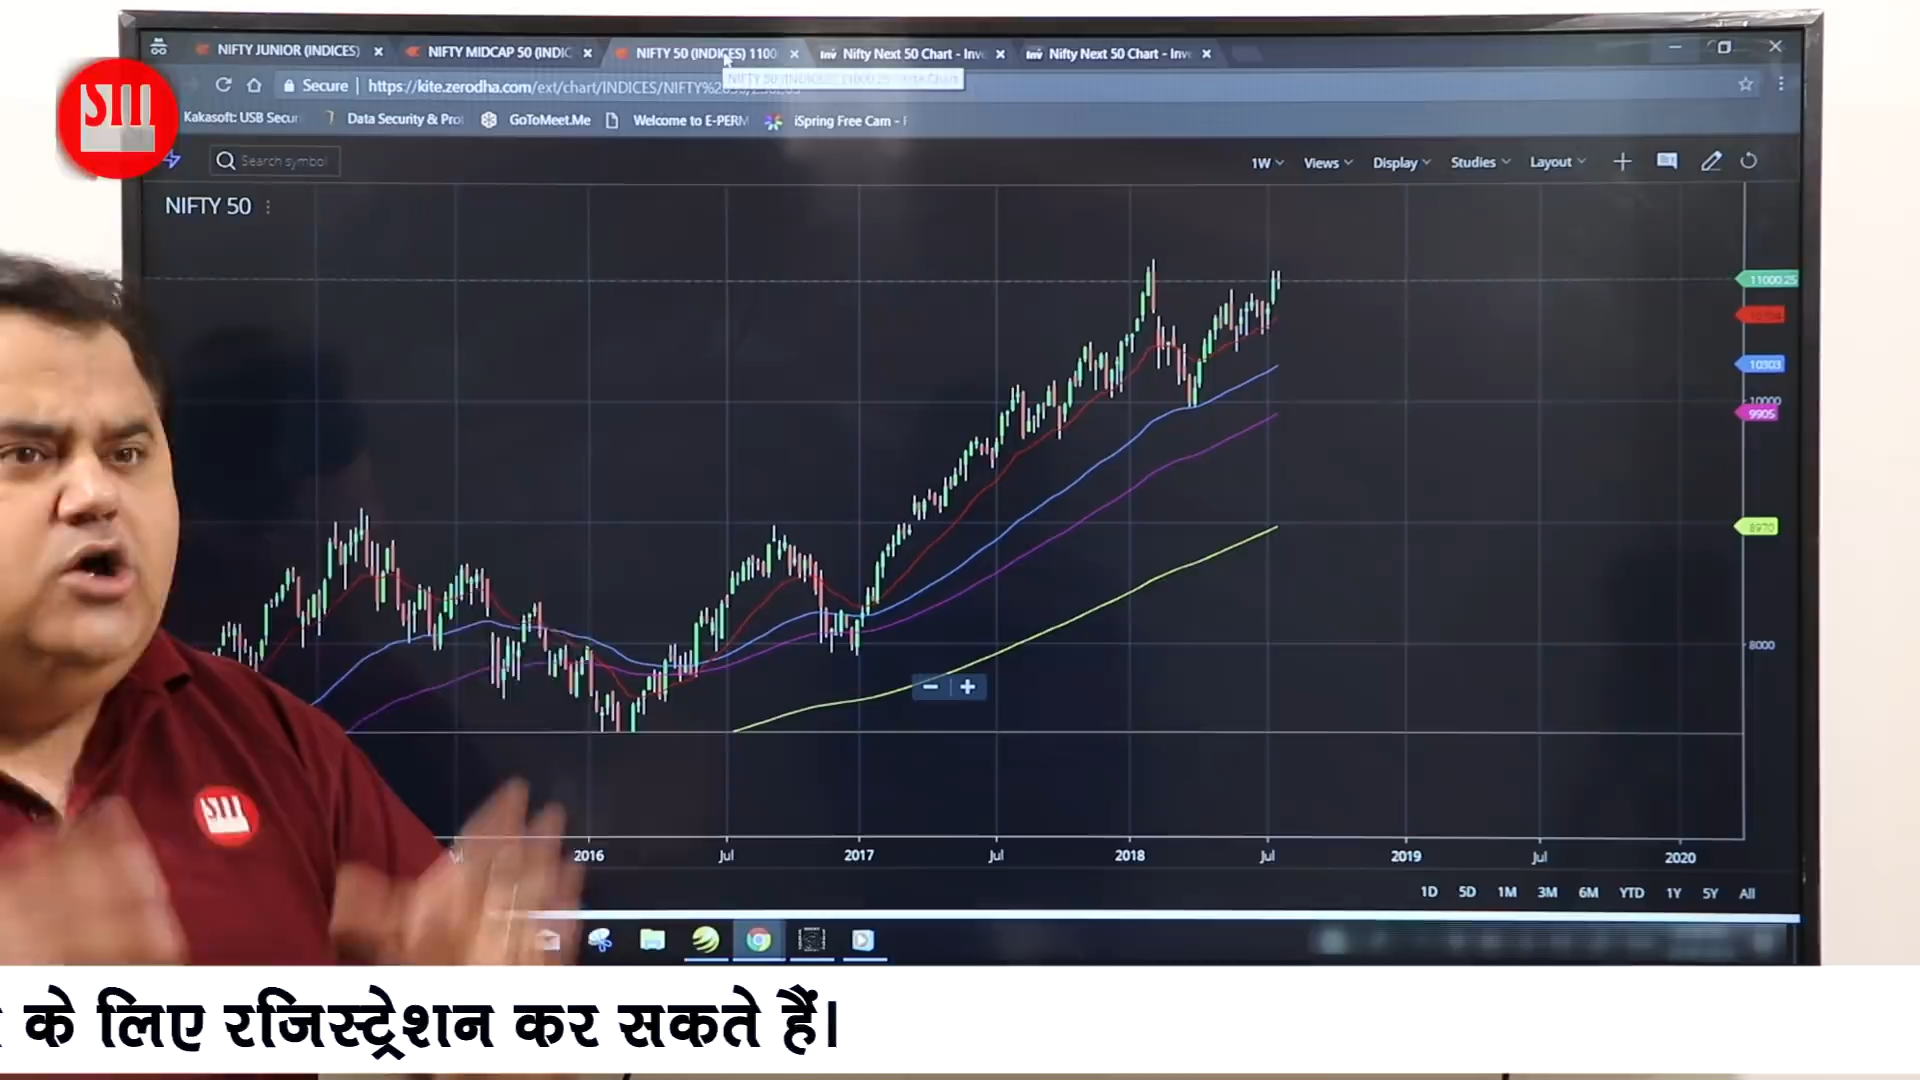 NIFTY JUNIOR (INDICES)
NIFTY MIDCAP 50 (INDIC
NIFTY 50 (INDICES) 1100
Nifty Next 50 Chart - Inv
Nifty Next 50 Chart - Inv
Secure
https://kite.zerodha.com/ext/chart/INDICES/NIFTY%
Kakasoft: USB Secur
Data Security & Pro
GoToMeet.Me
Welcome to E-PERM
iSpring Free Cam -
STI
Search symbol
1W
Views
Display
Studies
Layout
NIFTY 50
11000.25
10303
10000
9905
8970
8000
2016
Jul
2017
Jul
2018
Jul
2019
Jul
2020
1D 5D 1M 3M 6M YTD 1Y 5Y All
के लिए रजिस्ट्रेशन कर सकते हैं।